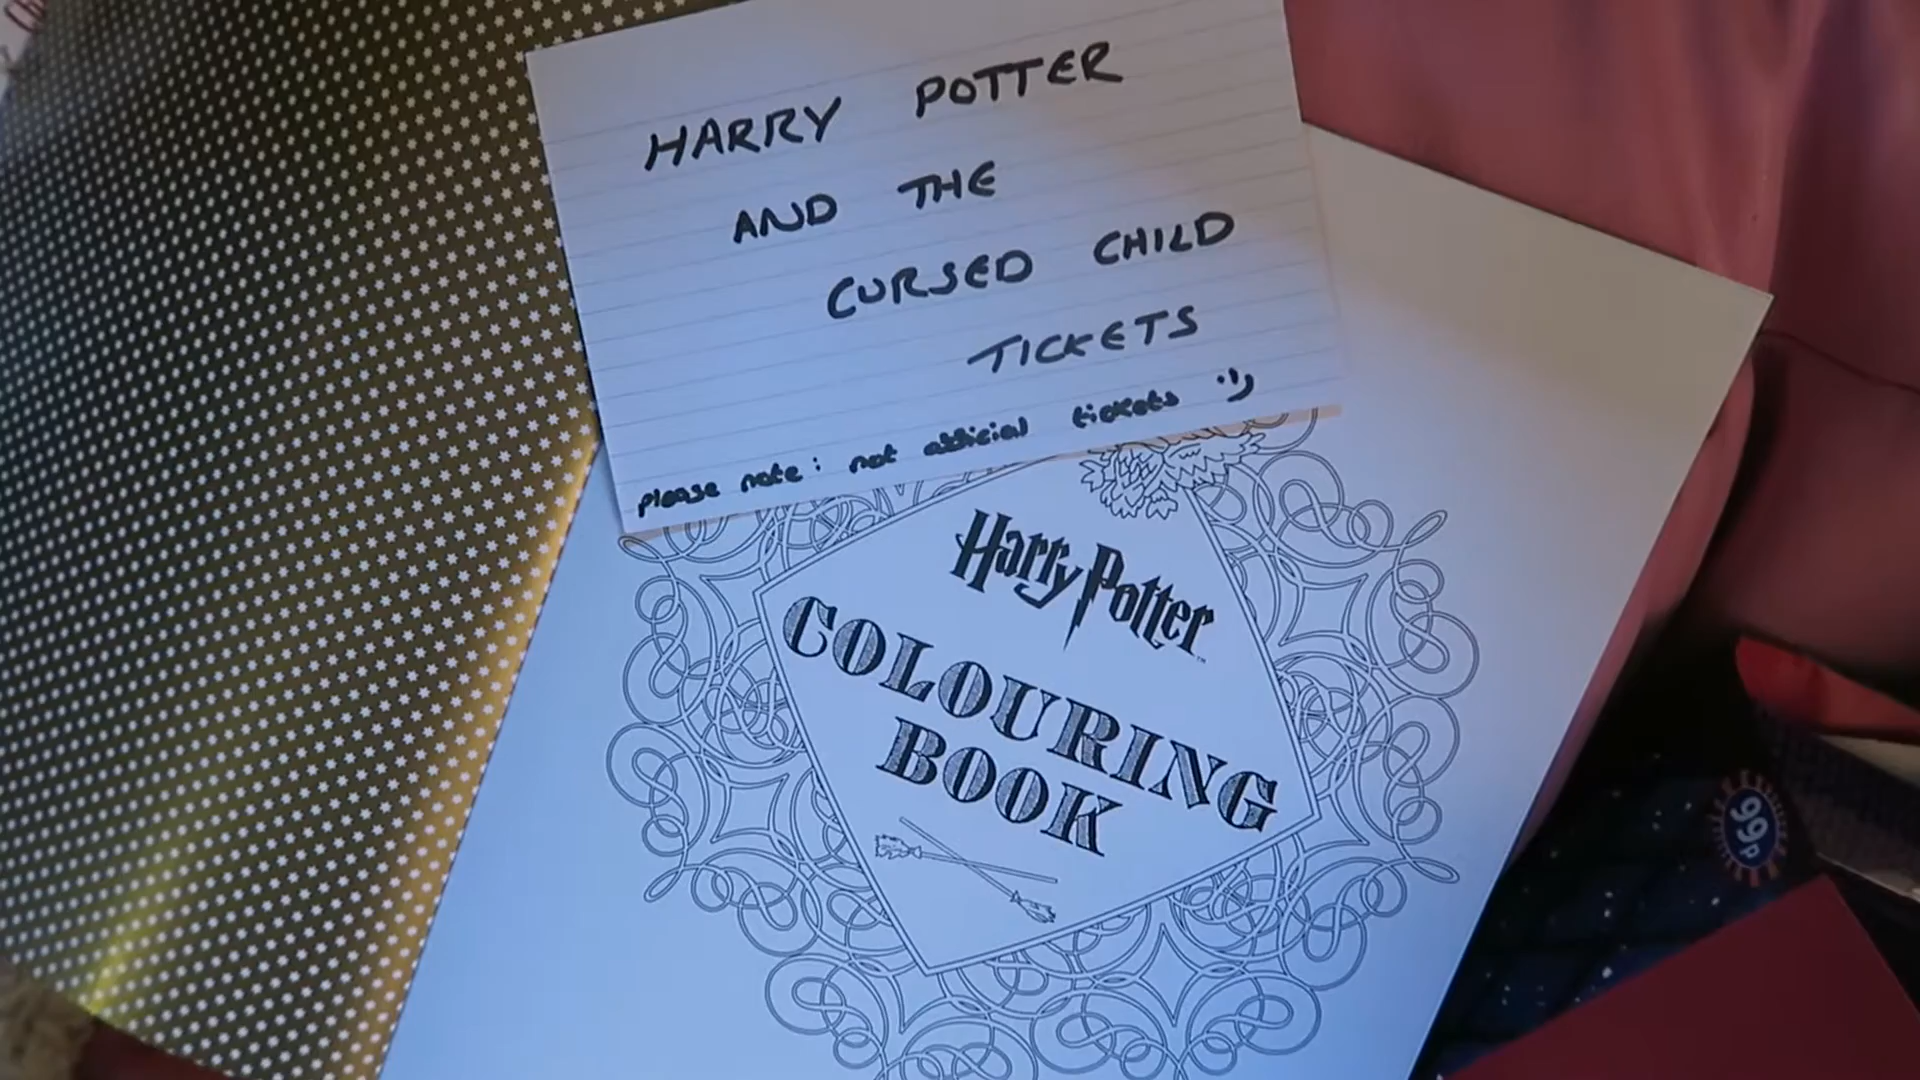 HARRY POTTER
AND THE
CURSED CHILD
TICKETS
please note: not official tickets :)
Harry Potter
COLOURING
BOOK
99p